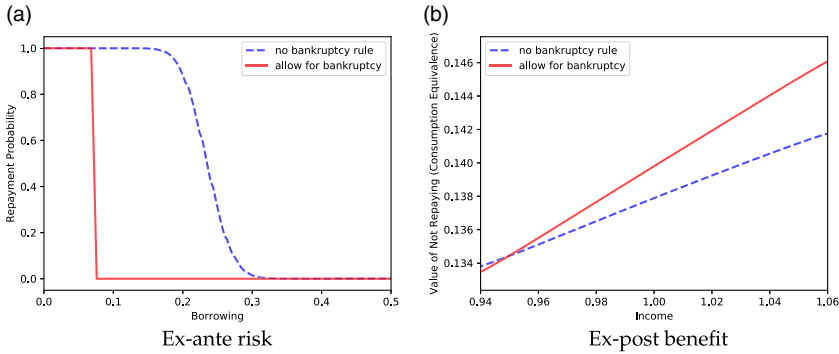 (a)
no bankruptcy rule
allow for bankruptcy
Repayment Probability
1.0
0.8
0.6
0.4
0.2
0.0
0.0 0.1 0.2 0.3 0.4 0.5
Borrowing
Ex-ante risk
(b)
no bankruptcy rule
allow for bankruptcy
Value of Not Repaying (Consumption Equivalence)
0.146
0.142
0.140
0.138
0.136
0.134
0.94 0.96 0.98 1.00 1.02 1.04 1.06
Income
Ex-post benefit